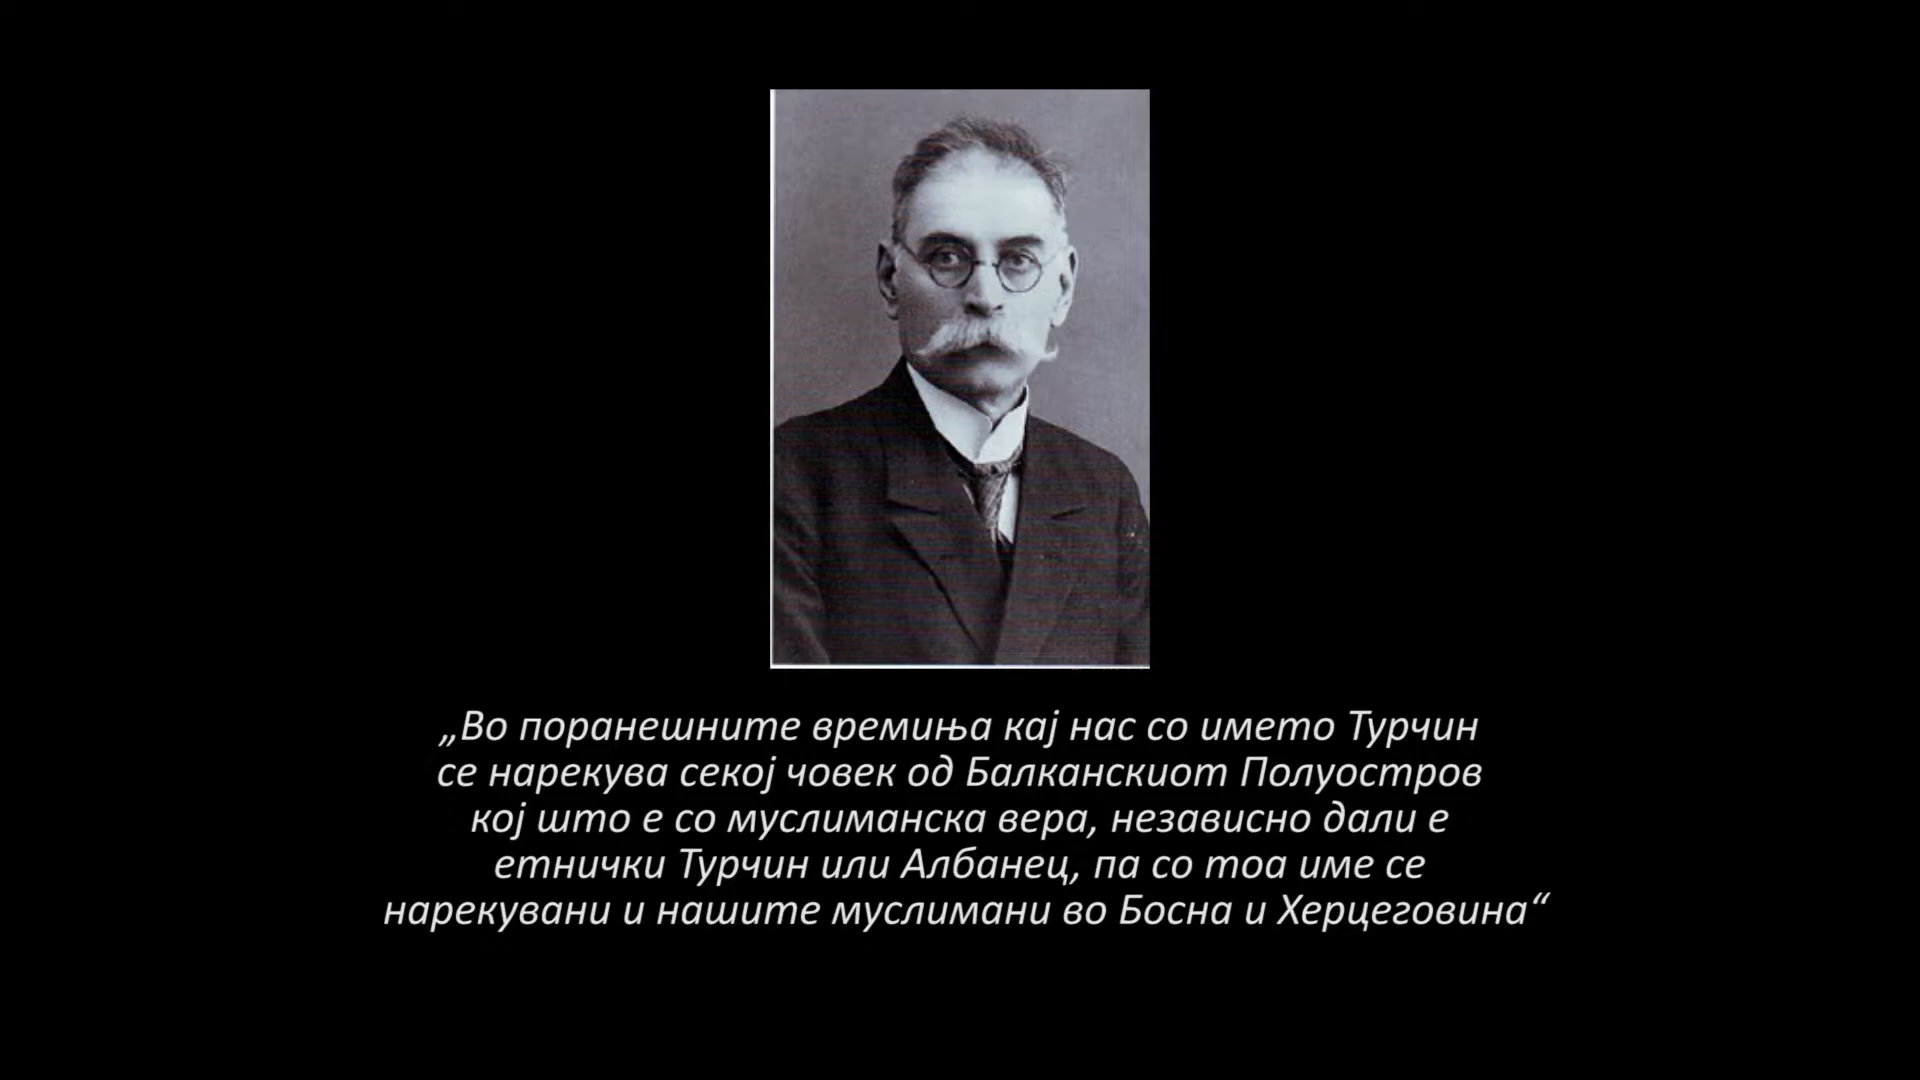 „Во поранешните времиња кај нас со името Турчин
се нарекува секој човек од Балканскиот Полуостров
кој што е со муслиманска вера, независно дали е
етнички Турчин или Албанец, па со тоа име се
нарекувани и нашите муслимани во Босна и Херцеговина“